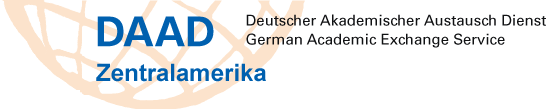 DAAD
Deutscher Akademischer Austausch Dienst
German Academic Exchange Service
Zentralamerika